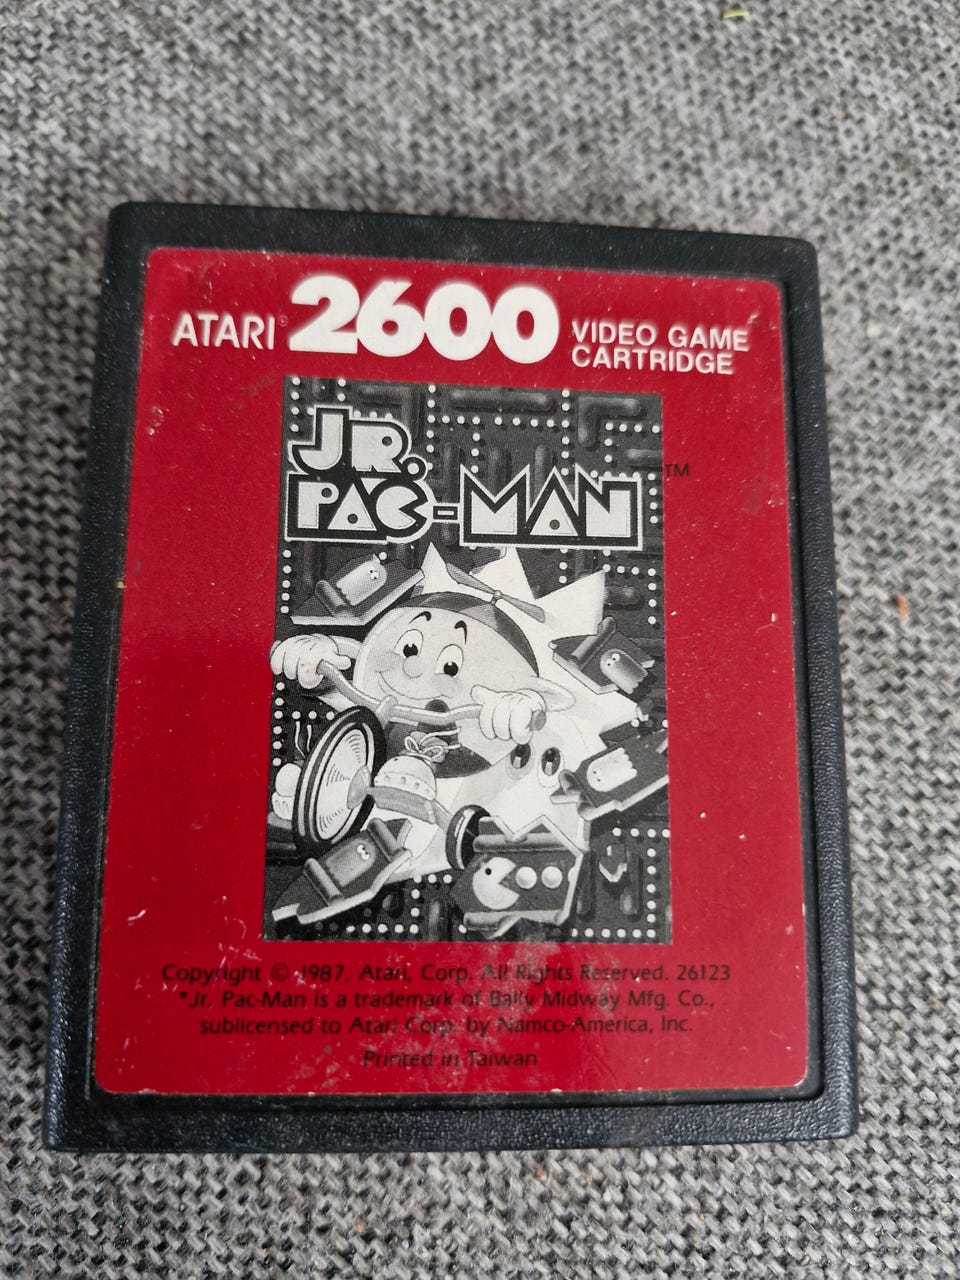 ATARI® 2600 VIDEO GAME
CARTRIDGE
JR.
PAC-MAN TM
Copyright © 1987, Atari, Corp. All Rights Reserved. 26123
*Jr. Pac-Man is a trademark of Bally Midway Mfg. Co.,
sublicensed to Atari Corp. by Namco-America, Inc.
Printed in Taiwan